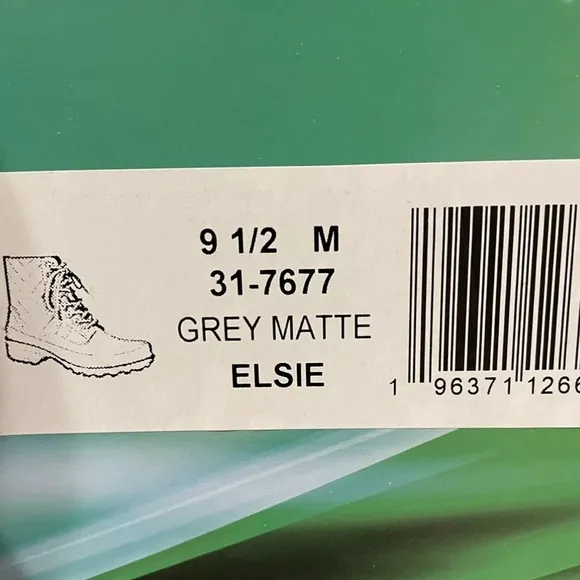 9 1/2 M
31-7677
GREY MATTE
ELSIE
1 96371 1266